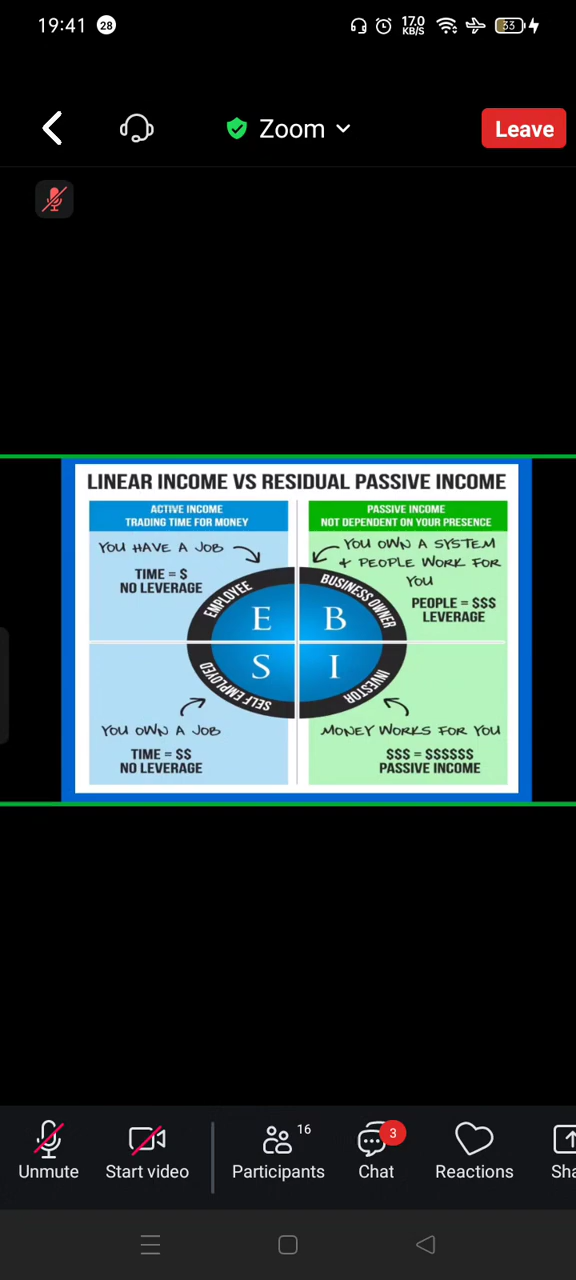 19:41 28
17.0
KB/S
33
Zoom
Leave
LINEAR INCOME VS RESIDUAL PASSIVE INCOME
ACTIVE INCOME
TRADING TIME FOR MONEY
YOU HAVE A JOB
TIME = $
NO LEVERAGE
PASSIVE INCOME
NOT DEPENDENT ON YOUR PRESENCE
YOU OWN A SYSTEM
+ PEOPLE WORK FOR
YOU
PEOPLE = $$$
LEVERAGE
EMPLOYEE
BUSINESS OWNER
E
B
S
I
SELF EMPLOYED
INVESTOR
YOU OWN A JOB
TIME = $$
NO LEVERAGE
MONEY WORKS FOR YOU
$$$ = $$$$$$
PASSIVE INCOME
16
3
Unmute
Start video
Participants
Chat
Reactions
Sha